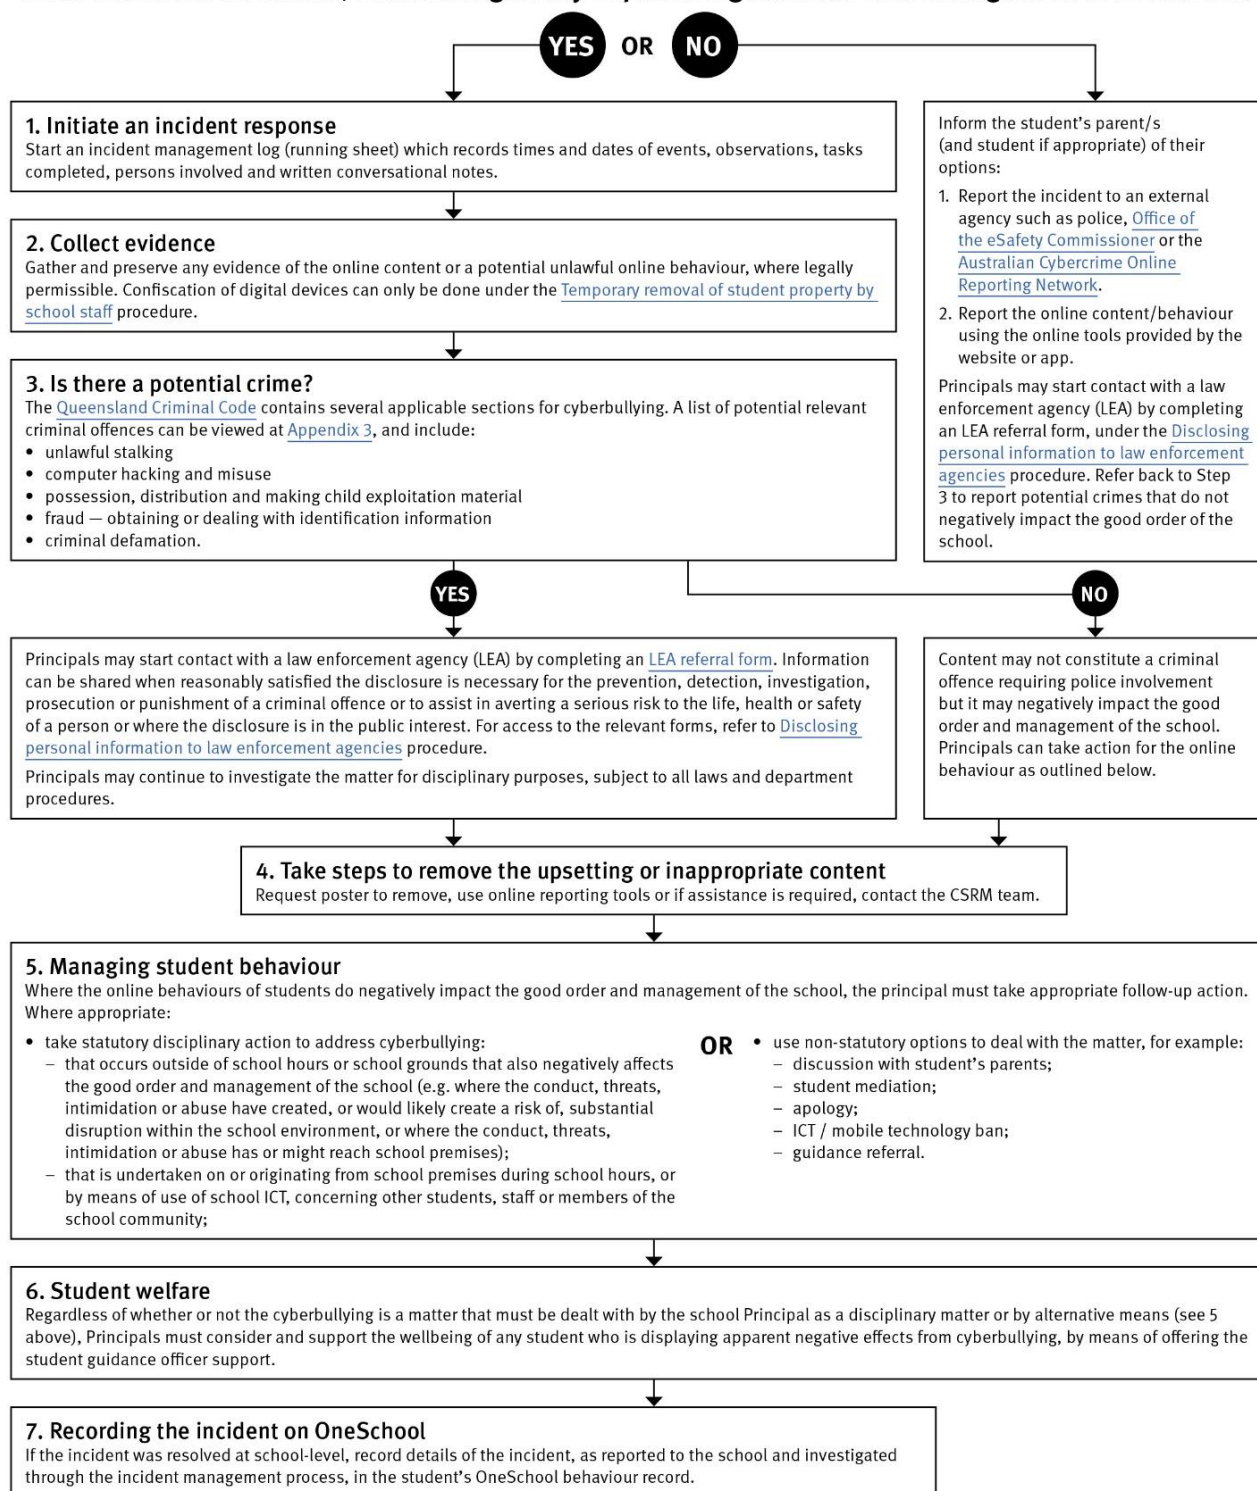 YES OR NO
1. Initiate an incident response
Start an incident management log (running sheet) which records times and dates of events, observations, tasks
completed, persons involved and written conversational notes.
2. Collect evidence
Gather and preserve any evidence of the online content or a potential unlawful online behaviour, where legally
permissible. Confiscation of digital devices can only be done under the Temporary removal of student property by
school staff procedure.
3. Is there a potential crime?
The Queensland Criminal Code contains several applicable sections for cyberbullying. A list of potential relevant
criminal offences can be viewed at Appendix 3, and include:
• unlawful stalking
• computer hacking and misuse
• possession, distribution and making child exploitation material
• fraud — obtaining or dealing with identification information
• criminal defamation.
Inform the student's parent/s
(and student if appropriate) of their
options:
1. Report the incident to an external
agency such as police, Office of
the eSafety Commissioner or the
Australian Cybercrime Online
Reporting Network.
2. Report the online content/behaviour
using the online tools provided by the
website or app.
Principals may start contact with a law
enforcement agency (LEA) by completing
an LEA referral form, under the Disclosing
personal information to law enforcement
agencies procedure. Refer back to Step
3 to report potential crimes that do not
negatively impact the good order of the
school.
YES
NO
Principals may start contact with a law enforcement agency (LEA) by completing an LEA referral form. Information
can be shared when reasonably satisfied the disclosure is necessary for the prevention, detection, investigation,
prosecution or punishment of a criminal offence or to assist in averting a serious risk to the life, health or safety
of a person or where the disclosure is in the public interest. For access to the relevant forms, refer to Disclosing
personal information to law enforcement agencies procedure.
Principals may continue to investigate the matter for disciplinary purposes, subject to all laws and department
procedures.
Content may not constitute a criminal
offence requiring police involvement
but it may negatively impact the good
order and management of the school.
Principals can take action for the online
behaviour as outlined below.
4. Take steps to remove the upsetting or inappropriate content
Request poster to remove, use online reporting tools or if assistance is required, contact the CSRM team.
5. Managing student behaviour
Where the online behaviours of students do negatively impact the good order and management of the school, the principal must take appropriate follow-up action.
Where appropriate:
• take statutory disciplinary action to address cyberbullying:
– that occurs outside of school hours or school grounds that also negatively affects
the good order and management of the school (e.g. where the conduct, threats,
intimidation or abuse have created, or would likely create a risk of, substantial
disruption within the school environment, or where the conduct, threats,
intimidation or abuse has or might reach school premises);
– that is undertaken on or originating from school premises during school hours, or
by means of use of school ICT, concerning other students, staff or members of the
school community;
OR
• use non-statutory options to deal with the matter, for example:
– discussion with student's parents;
– student mediation;
– apology;
– ICT / mobile technology ban;
– guidance referral.
6. Student welfare
Regardless of whether or not the cyberbullying is a matter that must be dealt with by the school Principal as a disciplinary matter or by alternative means (see 5
above), Principals must consider and support the wellbeing of any student who is displaying apparent negative effects from cyberbullying, by means of offering the
student guidance officer support.
7. Recording the incident on OneSchool
If the incident was resolved at school-level, record details of the incident, as reported to the school and investigated
through the incident management process, in the student's OneSchool behaviour record.